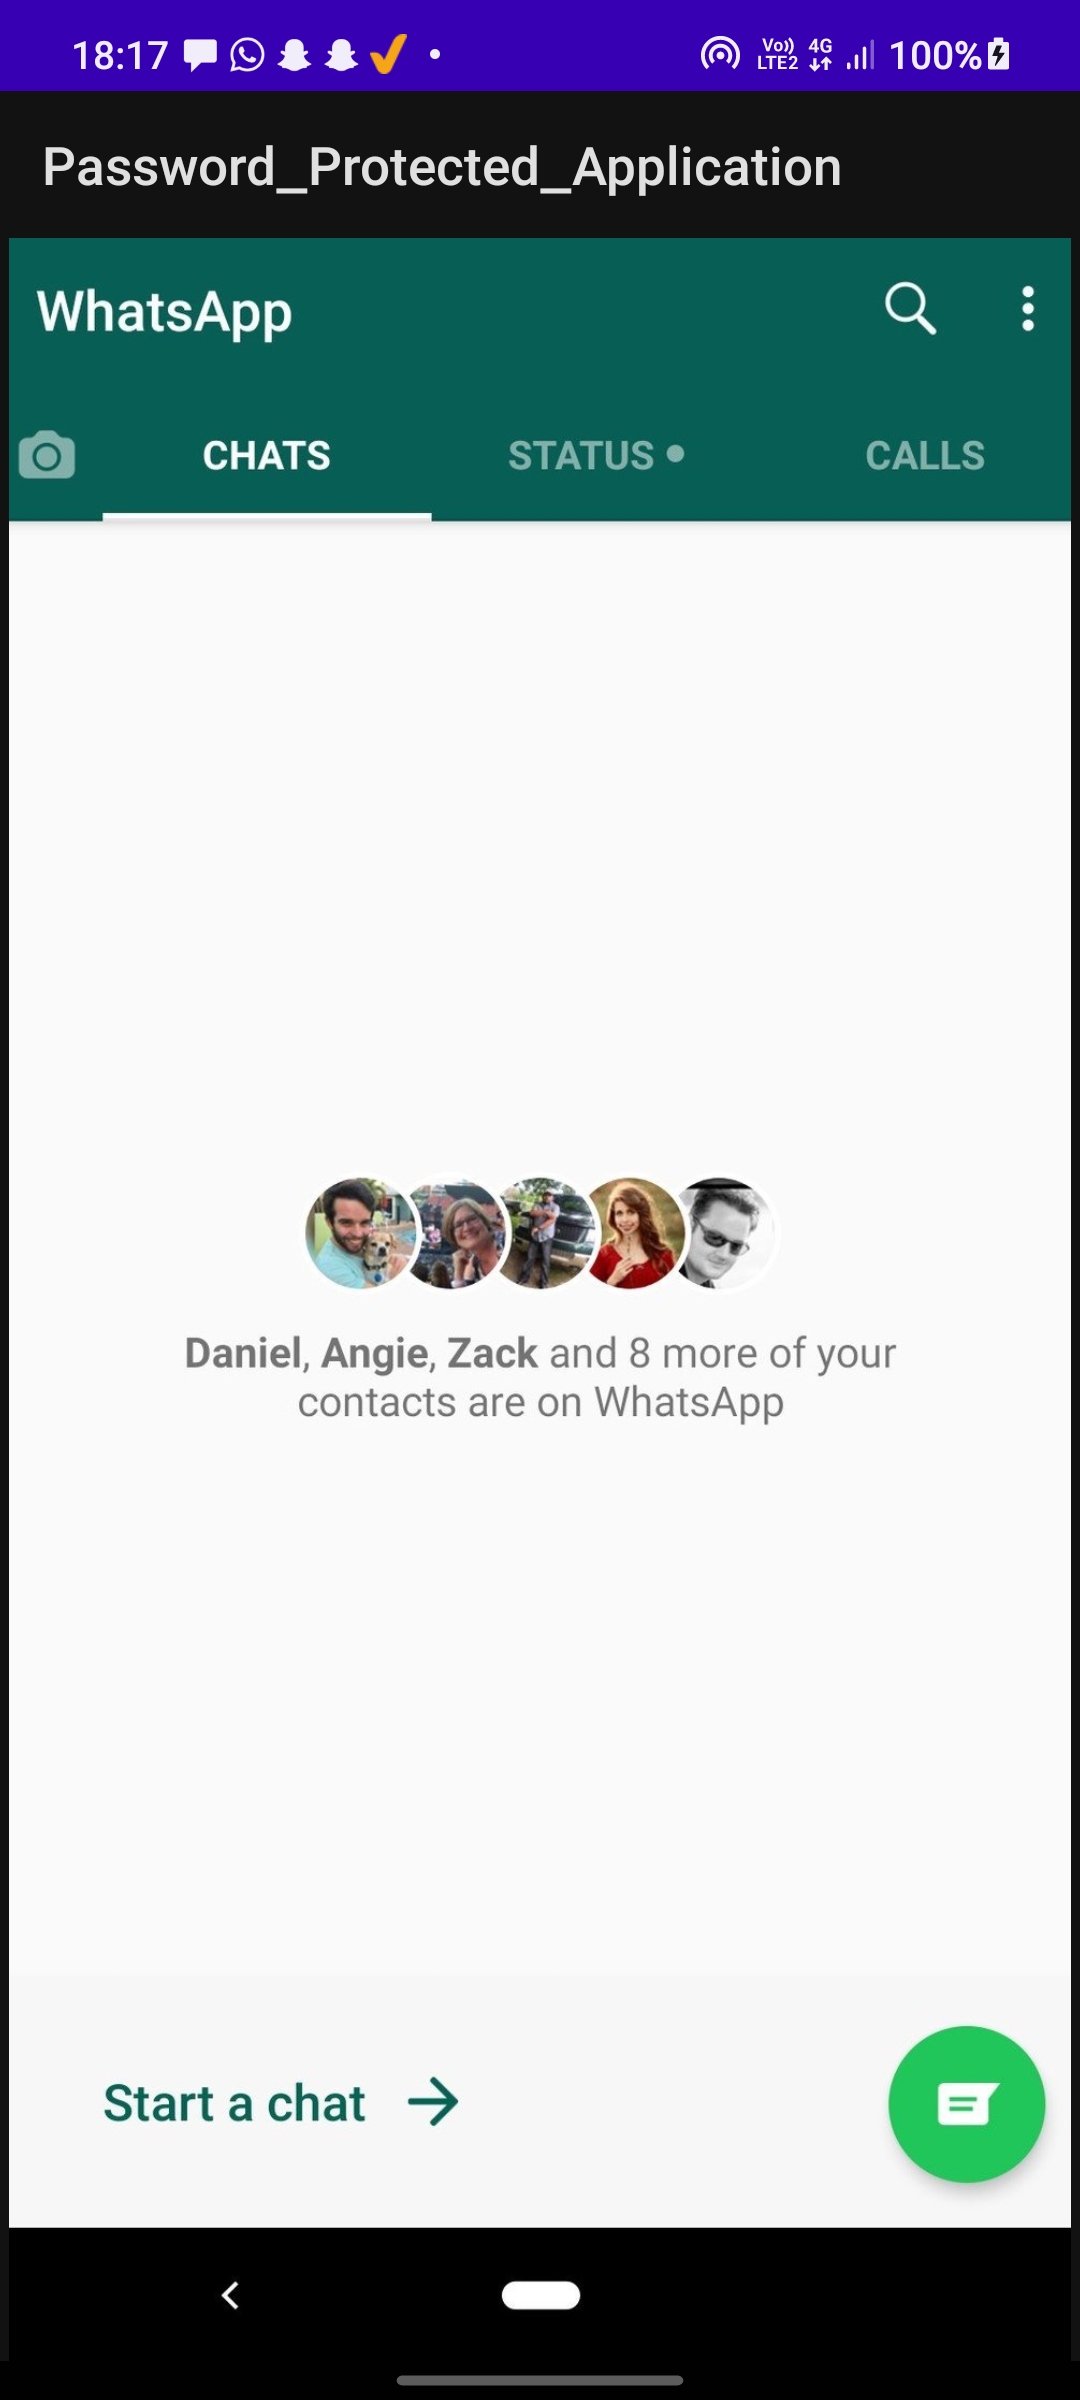 18:17 Vo)) LTE2 4G 100%
Password_Protected_Application
WhatsApp
CHATS STATUS CALLS
Daniel, Angie, Zack and 8 more of your
contacts are on WhatsApp
Start a chat